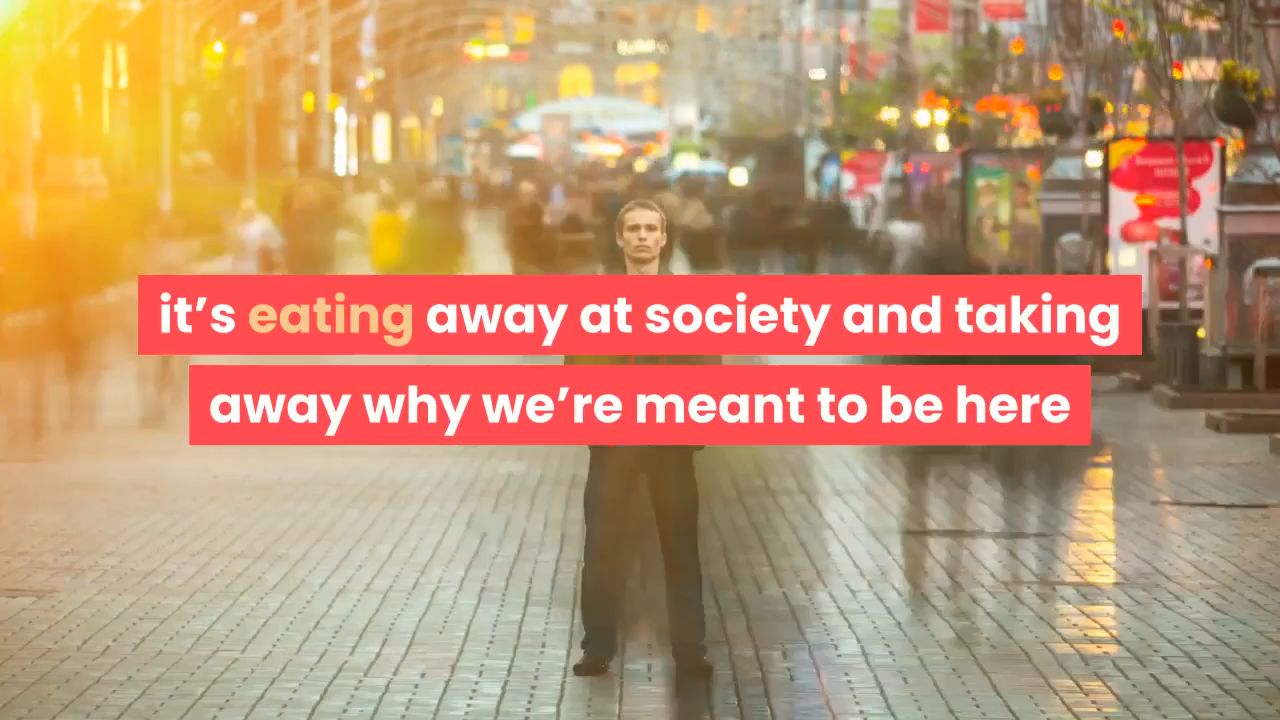 it’s eating away at society and taking
away why we’re meant to be here